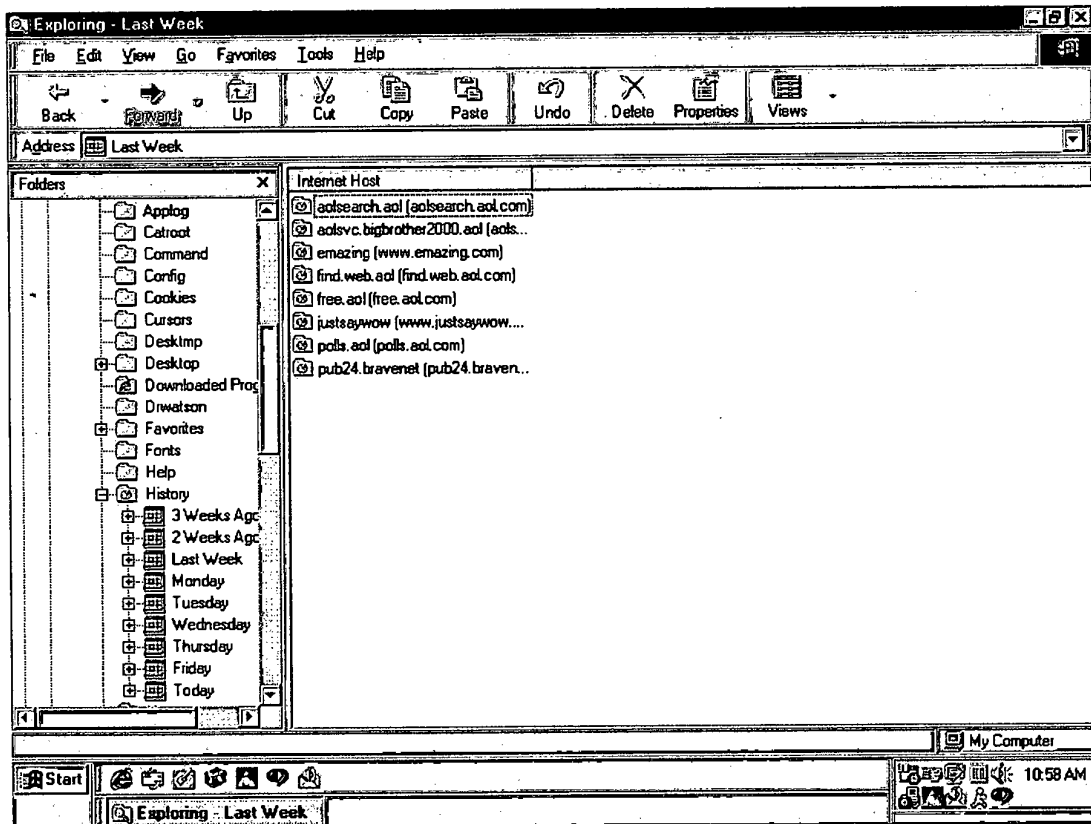 Exploring - Last Week
File Edit View Go Favorites Tools Help
Back Forward Up Cut Copy Paste Undo Delete Properties Views
Address Last Week
Folders
Applog
Catroot
Command
Config
Cookies
Cursors
Desktmp
Desktop
Downloaded Prog
Drwatson
Favorites
Fonts
Help
History
3 Weeks Ago
2 Weeks Ago
Last Week
Monday
Tuesday
Wednesday
Thursday
Friday
Today
Internet Host
aolsearch.aol (aolsearch.aol.com)
aolsvc.bigbrother2000.aol (aols...
emazing (www.emazing.com)
find.web.aol (find.web.aol.com)
free.aol (free.aol.com)
justsaywow (www.justsaywow....
polls.aol (polls.aol.com)
pub24.bravenet (pub24.braven...
My Computer
Start
10:58 AM
Exploring - Last Week